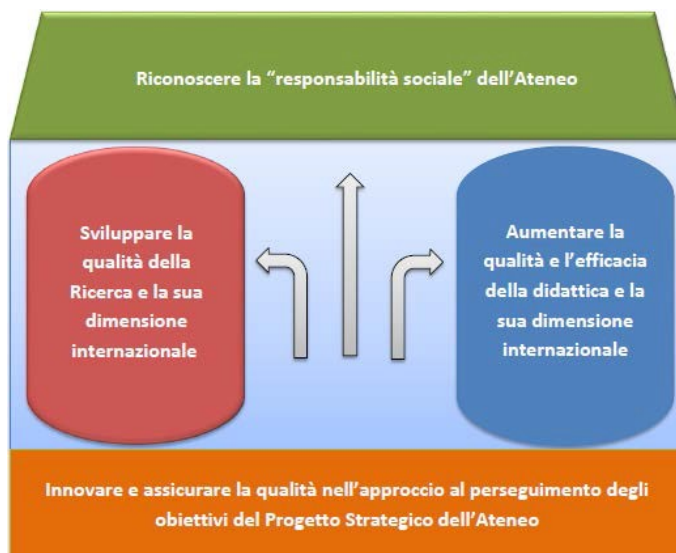 Riconoscere la “responsabilità sociale” dell’Ateneo
Sviluppare la
qualità della
Ricerca e la sua
dimensione
internazionale
Aumentare la
qualità e l’efficacia
della didattica e la
sua dimensione
internazionale
Innovare e assicurare la qualità nell’approccio al perseguimento degli
obiettivi del Progetto Strategico dell’Ateneo